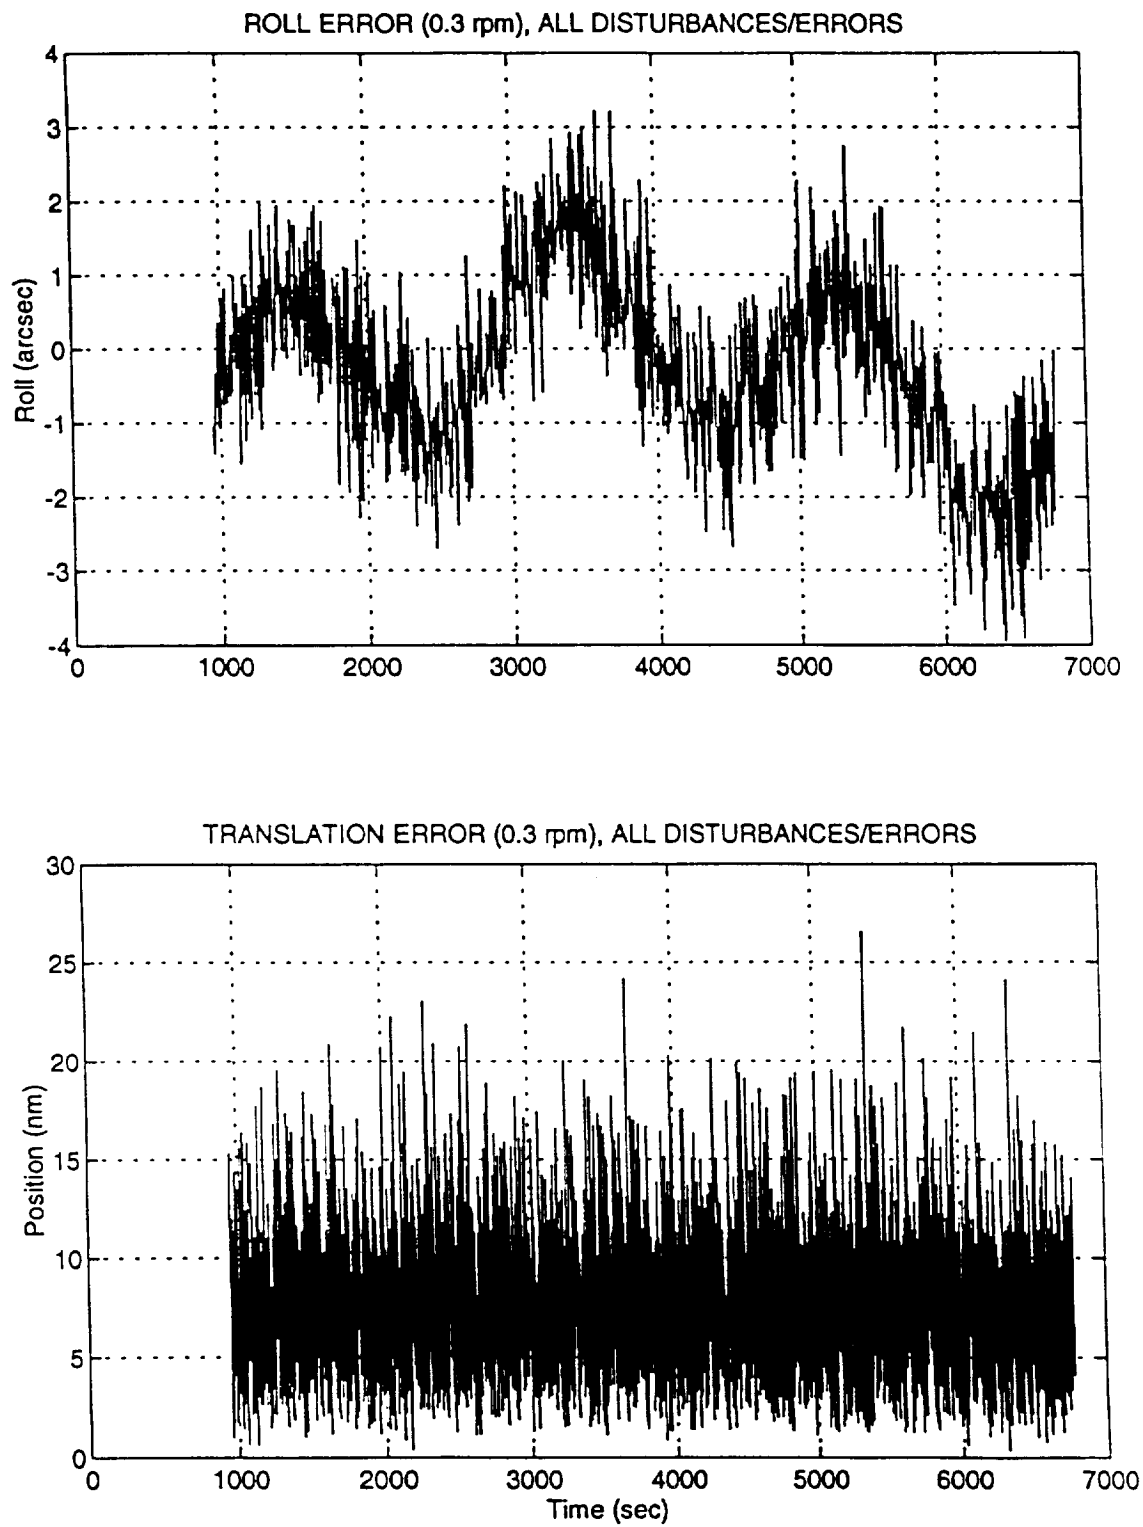 ROLL ERROR (0.3 rpm), ALL DISTURBANCES/ERRORS
4
3
2
1
0
-1
-2
-3
-4
Roll (arcsec)
0 1000 2000 3000 4000 5000 6000 7000
TRANSLATION ERROR (0.3 rpm), ALL DISTURBANCES/ERRORS
30
25
20
15
10
5
0
Position (nm)
0 1000 2000 3000 4000 5000 6000 7000
Time (sec)